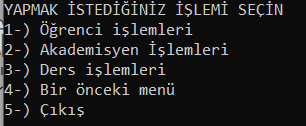 YAPMAK İSTEDİĞİNİZ İŞLEMİ SEÇİN
1-) Öğrenci işlemleri
2-) Akademisyen İşlemleri
3-) Ders işlemleri
4-) Bir önceki menü
5-) Çıkış